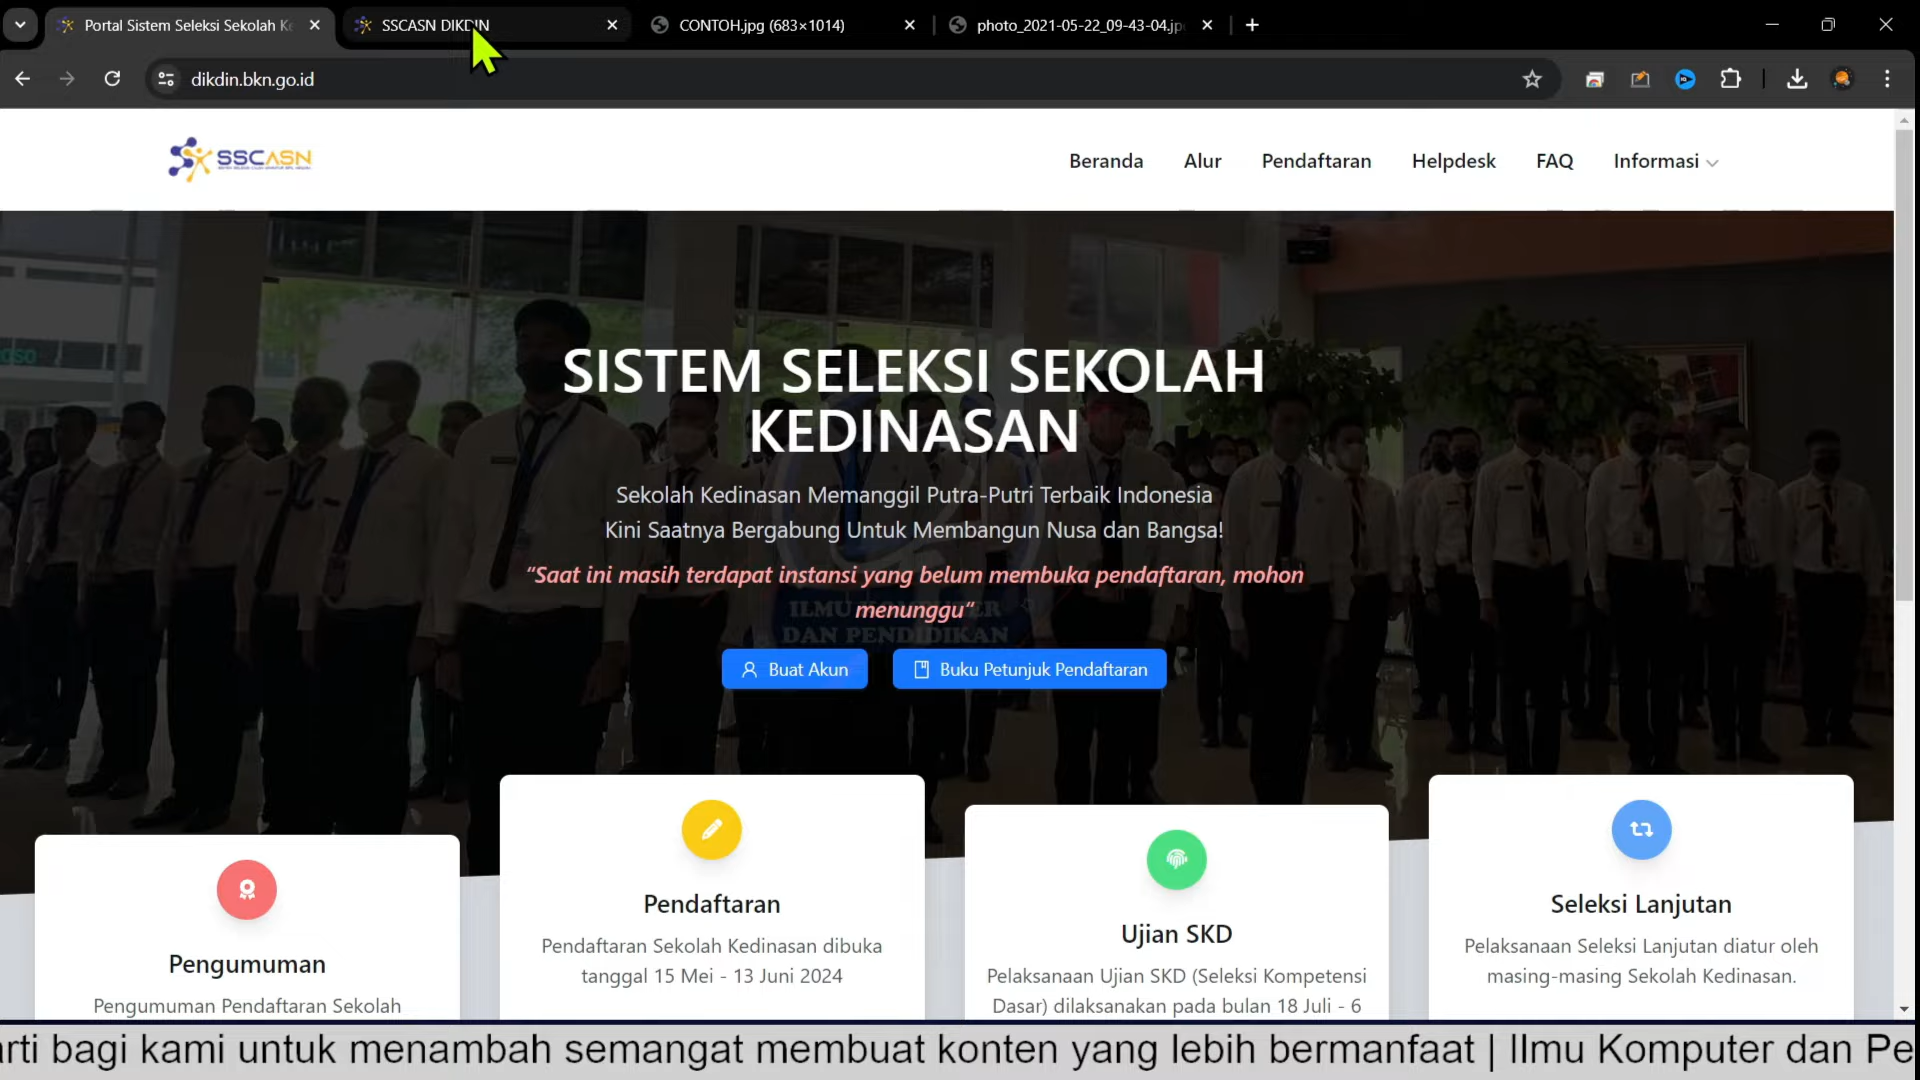 Portal Sistem Seleksi Sekolah Ke
SSCASN DIKDIN
CONTOH.jpg (683×1014)
photo_2021-05-22_09-43-04.jp
dikdin.bkn.go.id
SSCASN
Beranda
Alur
Pendaftaran
Helpdesk
FAQ
Informasi
SISTEM SELEKSI SEKOLAH
KEDINASAN
Sekolah Kedinasan Memanggil Putra-Putri Terbaik Indonesia
Kini Saatnya Bergabung Untuk Membangun Nusa dan Bangsa!
“Saat ini masih terdapat instansi yang belum membuka pendaftaran, mohon
menunggu“
ILMU KOMPUTER
DAN PENDIDIKAN
Buat Akun
Buku Petunjuk Pendaftaran
Pengumuman
Pengumuman Pendaftaran Sekolah
Pendaftaran
Pendaftaran Sekolah Kedinasan dibuka
tanggal 15 Mei - 13 Juni 2024
Ujian SKD
Pelaksanaan Ujian SKD (Seleksi Kompetensi
Dasar) dilaksanakan pada bulan 18 Juli - 6
Seleksi Lanjutan
Pelaksanaan Seleksi Lanjutan diatur oleh
masing-masing Sekolah Kedinasan.
rti bagi kami untuk menambah semangat membuat konten yang lebih bermanfaat | Ilmu Komputer dan Pe